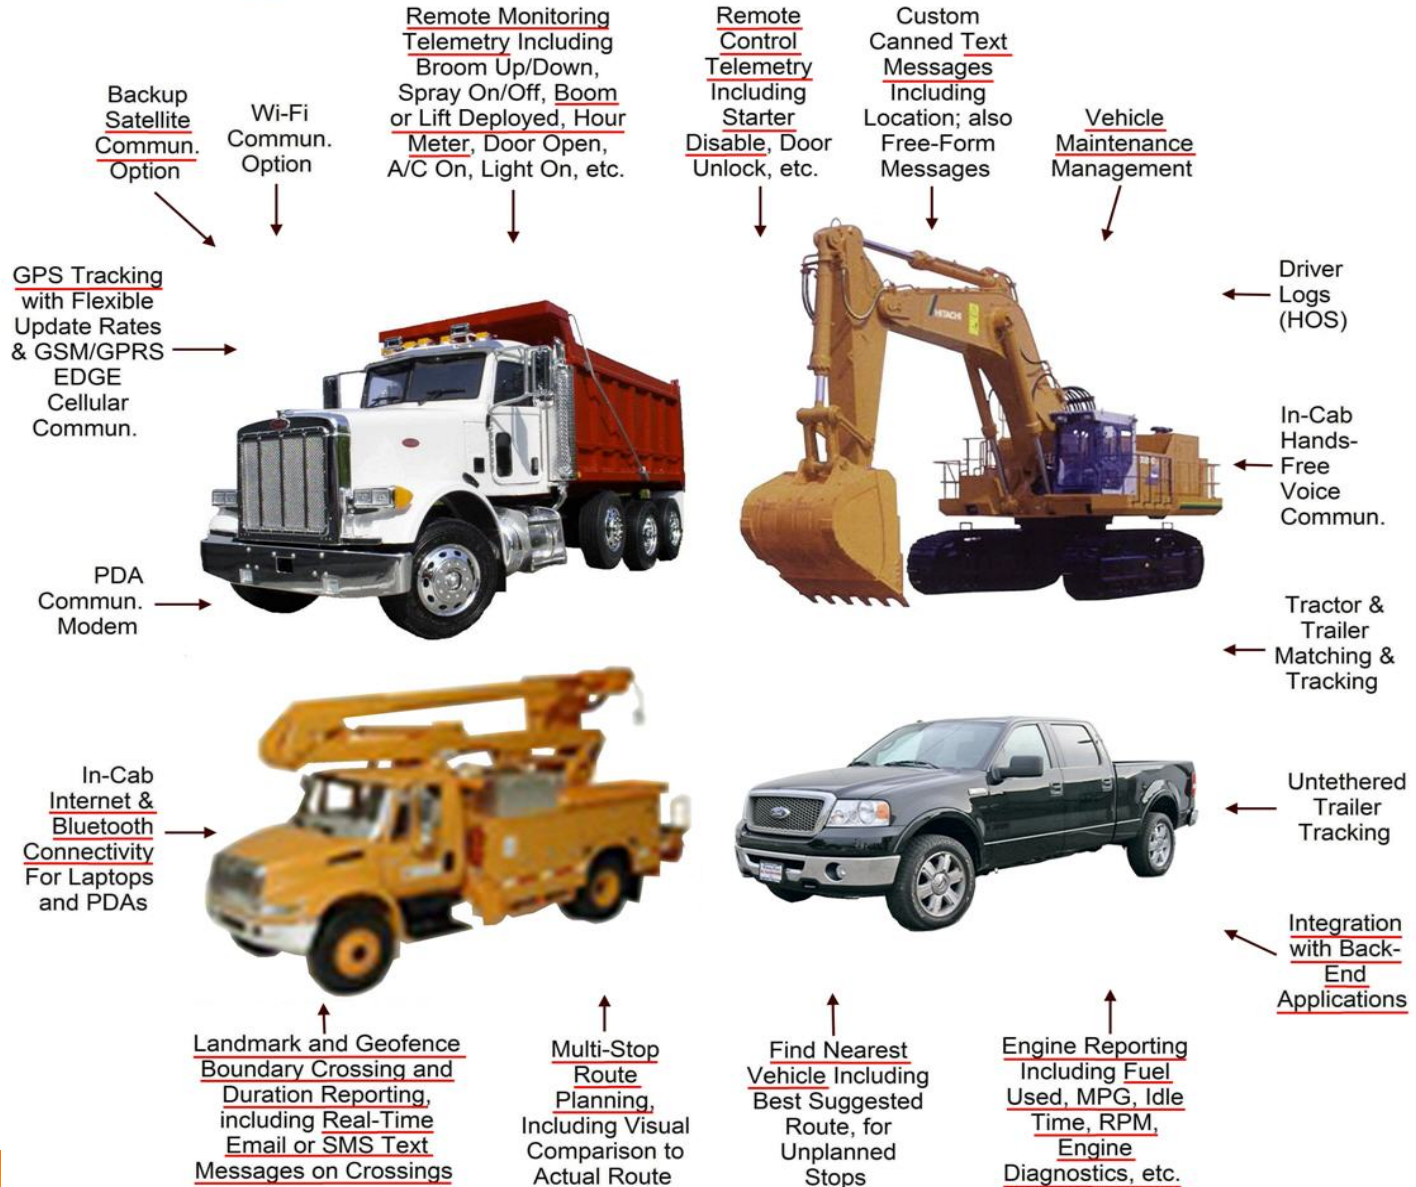 Backup
Satellite
Commun.
Option
Wi-Fi
Commun.
Option
Remote Monitoring
Telemetry Including
Broom Up/Down,
Spray On/Off, Boom
or Lift Deployed, Hour
Meter, Door Open,
A/C On, Light On, etc.
Remote
Control
Telemetry
Including
Starter
Disable, Door
Unlock, etc.
Custom
Canned Text
Messages
Including
Location; also
Free-Form
Messages
Vehicle
Maintenance
Management
GPS Tracking
with Flexible
Update Rates
& GSM/GPRS
EDGE
Cellular
Commun.
HITACHI
Driver
Logs
(HOS)
In-Cab
Hands-
Free
Voice
Commun.
PDA
Commun.
Modem
Tractor &
Trailer
Matching &
Tracking
In-Cab
Internet &
Bluetooth
Connectivity
For Laptops
and PDAs
Untethered
Trailer
Tracking
Integration
with Back-
End
Applications
Landmark and Geofence
Boundary Crossing and
Duration Reporting,
including Real-Time
Email or SMS Text
Messages on Crossings
Multi-Stop
Route
Planning,
Including Visual
Comparison to
Actual Route
Find Nearest
Vehicle Including
Best Suggested
Route, for
Unplanned
Stops
Engine Reporting
Including Fuel
Used, MPG, Idle
Time, RPM,
Engine
Diagnostics, etc.